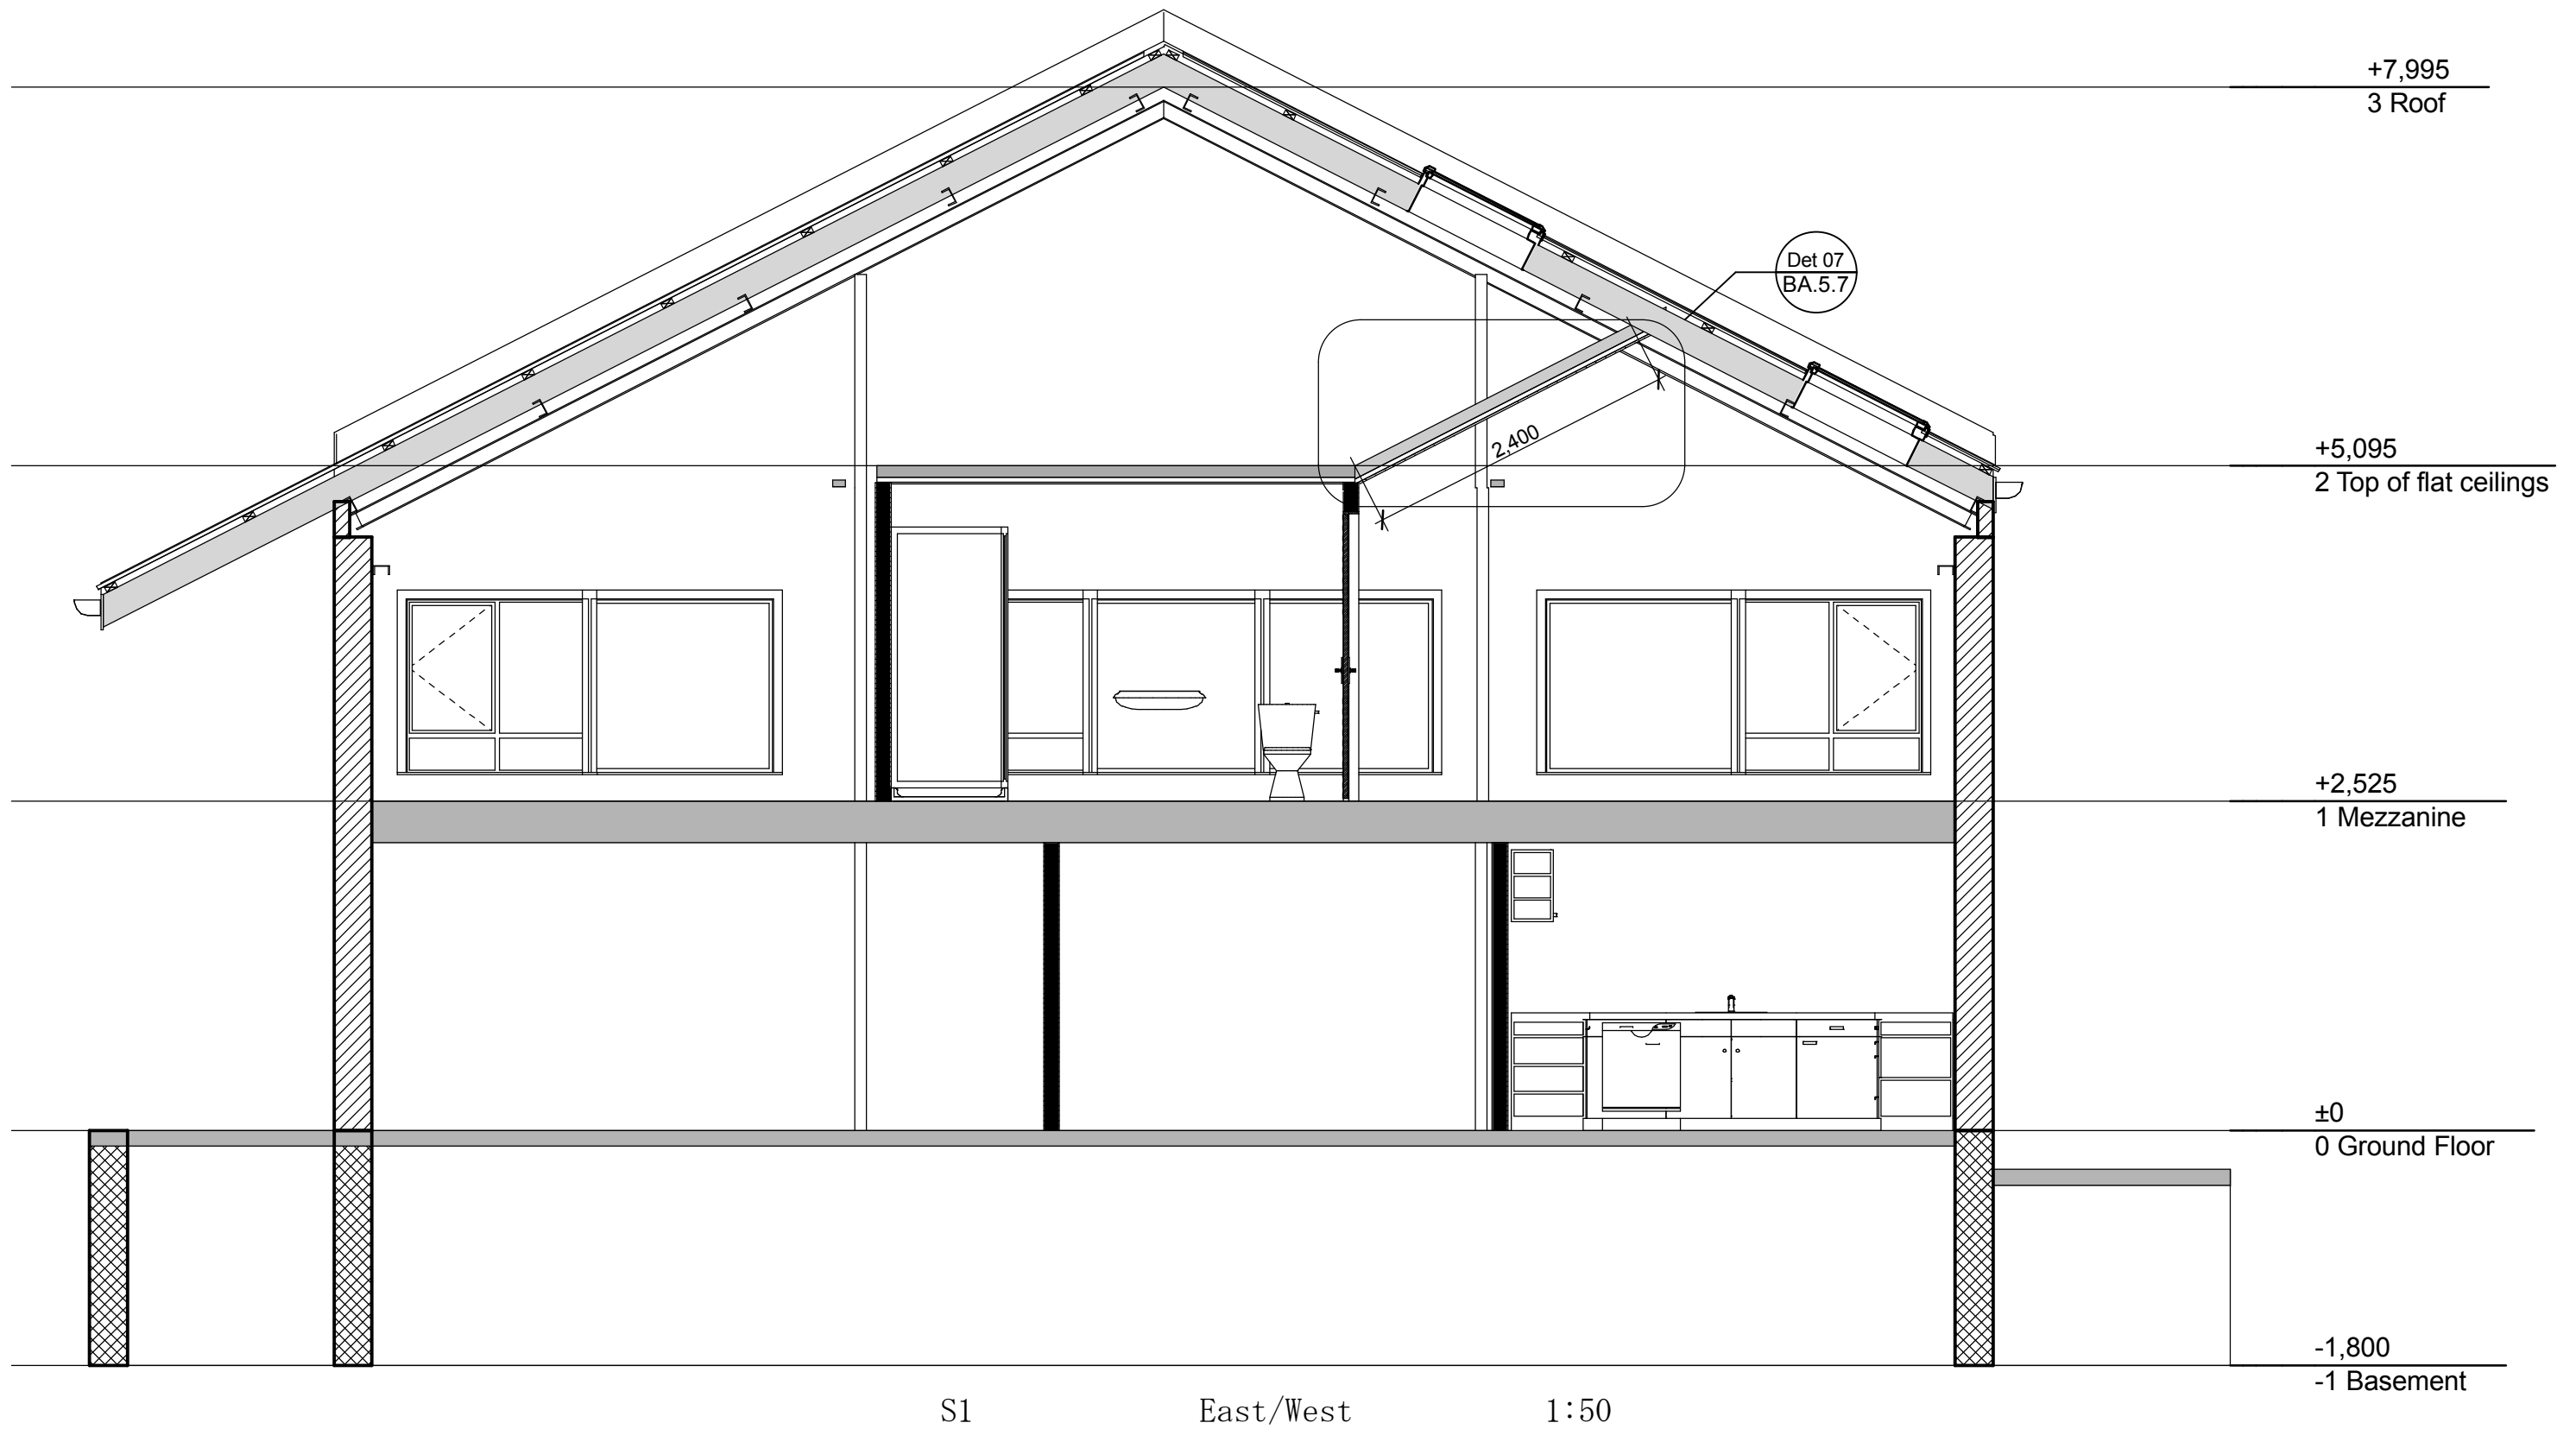 +7,995
3 Roof
Det 07
BA.5.7
2,400
+5,095
2 Top of flat ceilings
+2,525
1 Mezzanine
±0
0 Ground Floor
-1,800
-1 Basement
S1 East/West 1:50